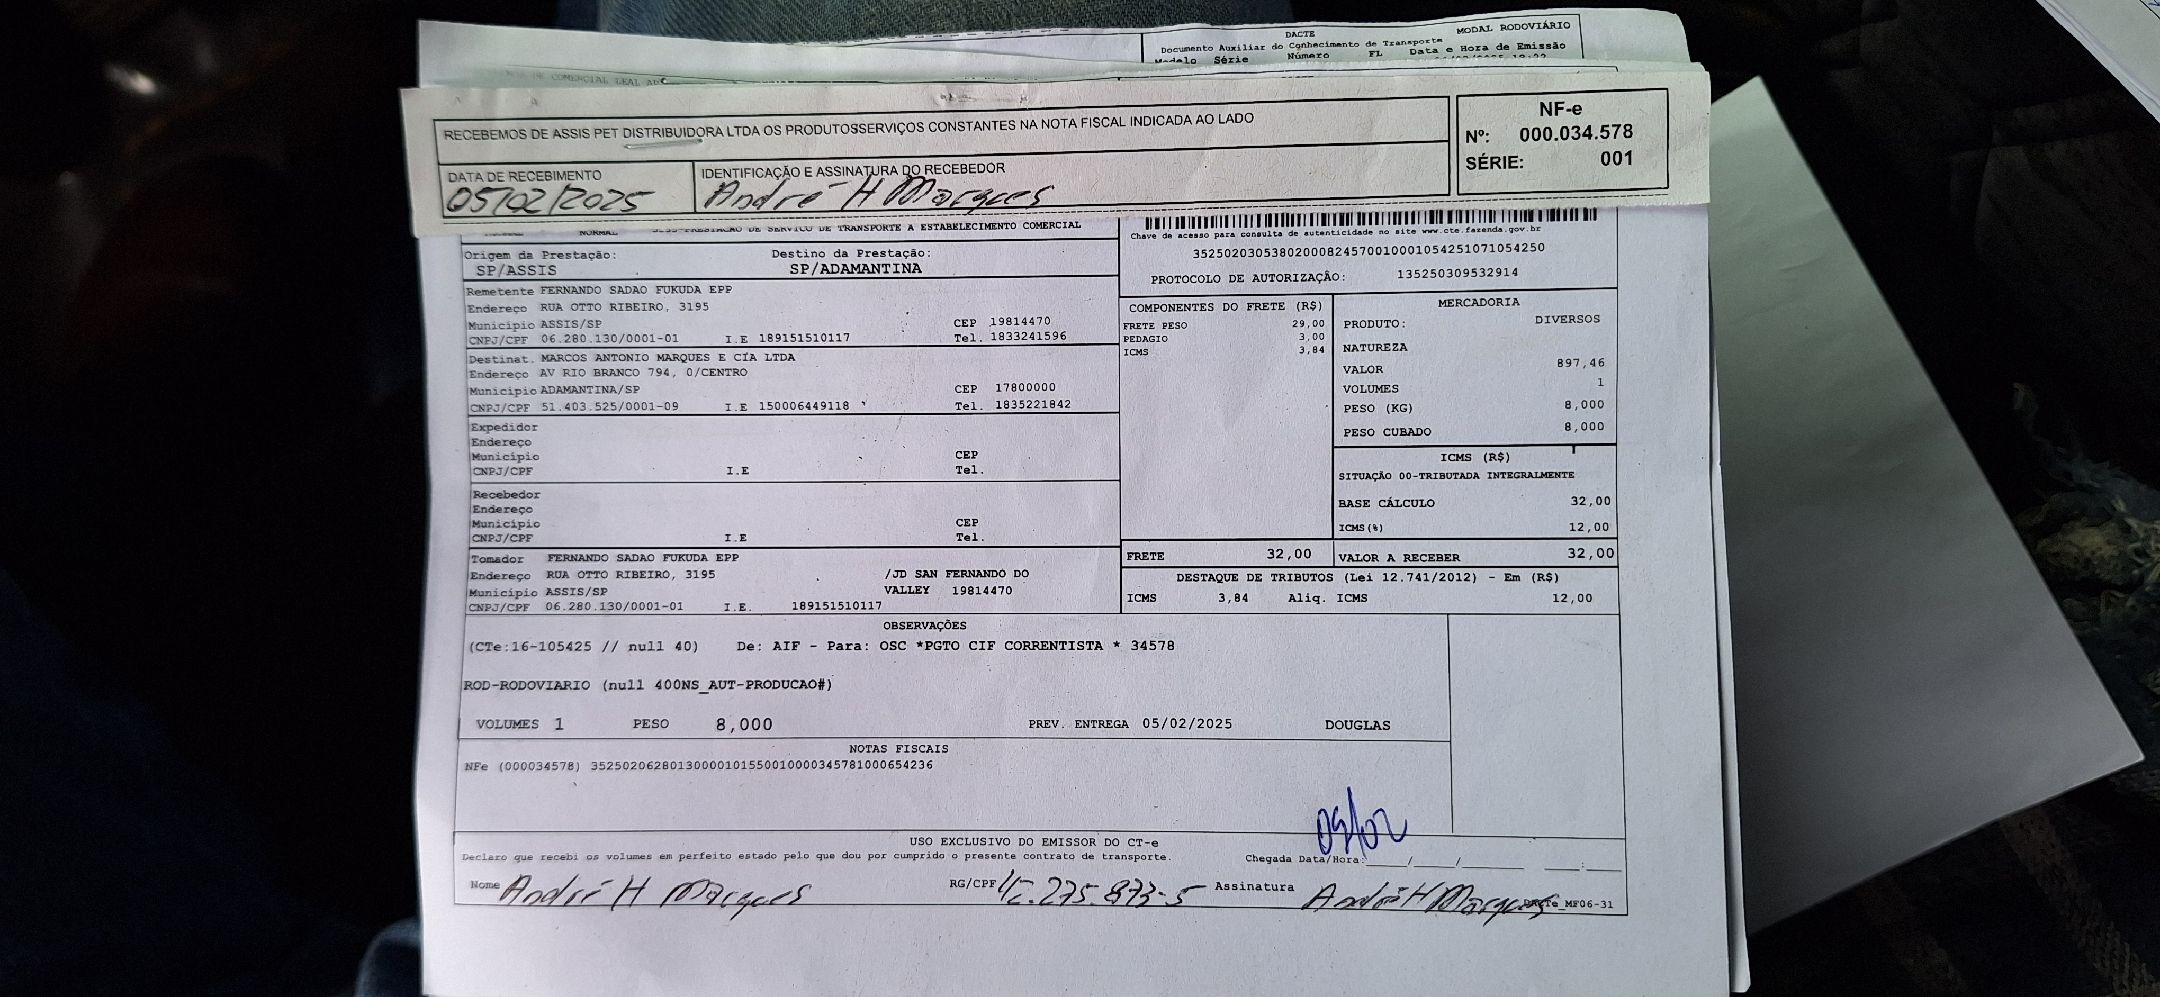 DACTE
MODAL RODOVIÁRIO
Documento Auxiliar do Conhecimento de Transporte
Modelo Série Número FL Data e Hora de Emissão
RECEBEMOS DE ASSIS PET DISTRIBUIDORA LTDA OS PRODUTOSSERVIÇOS CONSTANTES NA NOTA FISCAL INDICADA AO LADO
NF-e
Nº: 000.034.578
SÉRIE: 001
DATA DE RECEBIMENTO
05/02/2025
IDENTIFICAÇÃO E ASSINATURA DO RECEBEDOR
André H Marques
NORMAL PRESTAÇÃO DE SERVIÇO DE TRANSPORTE A ESTABELECIMENTO COMERCIAL
Chave de acesso para consulta de autenticidade no site www.cte.fazenda.gov.br
35250203053802000824570010001054251071054250
PROTOCOLO DE AUTORIZAÇÃO: 135250309532914
Origem da Prestação: Destino da Prestação:
SP/ASSIS SP/ADAMANTINA
Remetente FERNANDO SADAO FUKUDA EPP
Endereço RUA OTTO RIBEIRO, 3195
Município ASSIS/SP CEP 19814470
CNPJ/CPF 06.280.130/0001-01 I.E 189151510117 Tel. 1833241596
Destinat. MARCOS ANTONIO MARQUES E CIA LTDA
Endereço AV RIO BRANCO 794, 0/CENTRO
Município ADAMANTINA/SP CEP 17800000
CNPJ/CPF 51.403.525/0001-09 I.E 150006449118 Tel. 1835221842
Expedidor
Endereço
Município CEP
CNPJ/CPF I.E Tel.
Recebedor
Endereço
Município CEP
CNPJ/CPF I.E Tel.
Tomador FERNANDO SADAO FUKUDA EPP
Endereço RUA OTTO RIBEIRO, 3195 /JD SAN FERNANDO DO
Município ASSIS/SP VALLEY 19814470
CNPJ/CPF 06.280.130/0001-01 I.E. 189151510117
COMPONENTES DO FRETE (R$)
FRETE PESO 29,00
PEDAGIO 3,00
ICMS 3,84
MERCADORIA
PRODUTO: DIVERSOS
NATUREZA
VALOR 897,46
VOLUMES 1
PESO (KG) 8,000
PESO CUBADO 8,000
ICMS (R$)
SITUAÇÃO 00-TRIBUTADA INTEGRALMENTE
BASE CÁLCULO 32,00
ICMS(%) 12,00
FRETE 32,00 VALOR A RECEBER 32,00
DESTAQUE DE TRIBUTOS (Lei 12.741/2012) - Em (R$)
ICMS 3,84 Aliq. ICMS 12,00
OBSERVAÇÕES
(CTe:16-105425 // null 40) De: AIF - Para: OSC *PGTO CIF CORRENTISTA * 34578
ROD-RODOVIARIO (null 400NS_AUT-PRODUCAO#)
VOLUMES 1 PESO 8,000 PREV. ENTREGA 05/02/2025 DOUGLAS
NOTAS FISCAIS
NFe (000034578) 35250206280130000101550010000345781000654236
05/02
USO EXCLUSIVO DO EMISSOR DO CT-e
Declaro que recebi os volumes em perfeito estado pelo que dou por cumprido o presente contrato de transporte. Chegada Data/Hora:____/____/____ ____:____
Nome André H Marques RG/CPF 42.275.873-5 Assinatura André H Marques
MF06-31